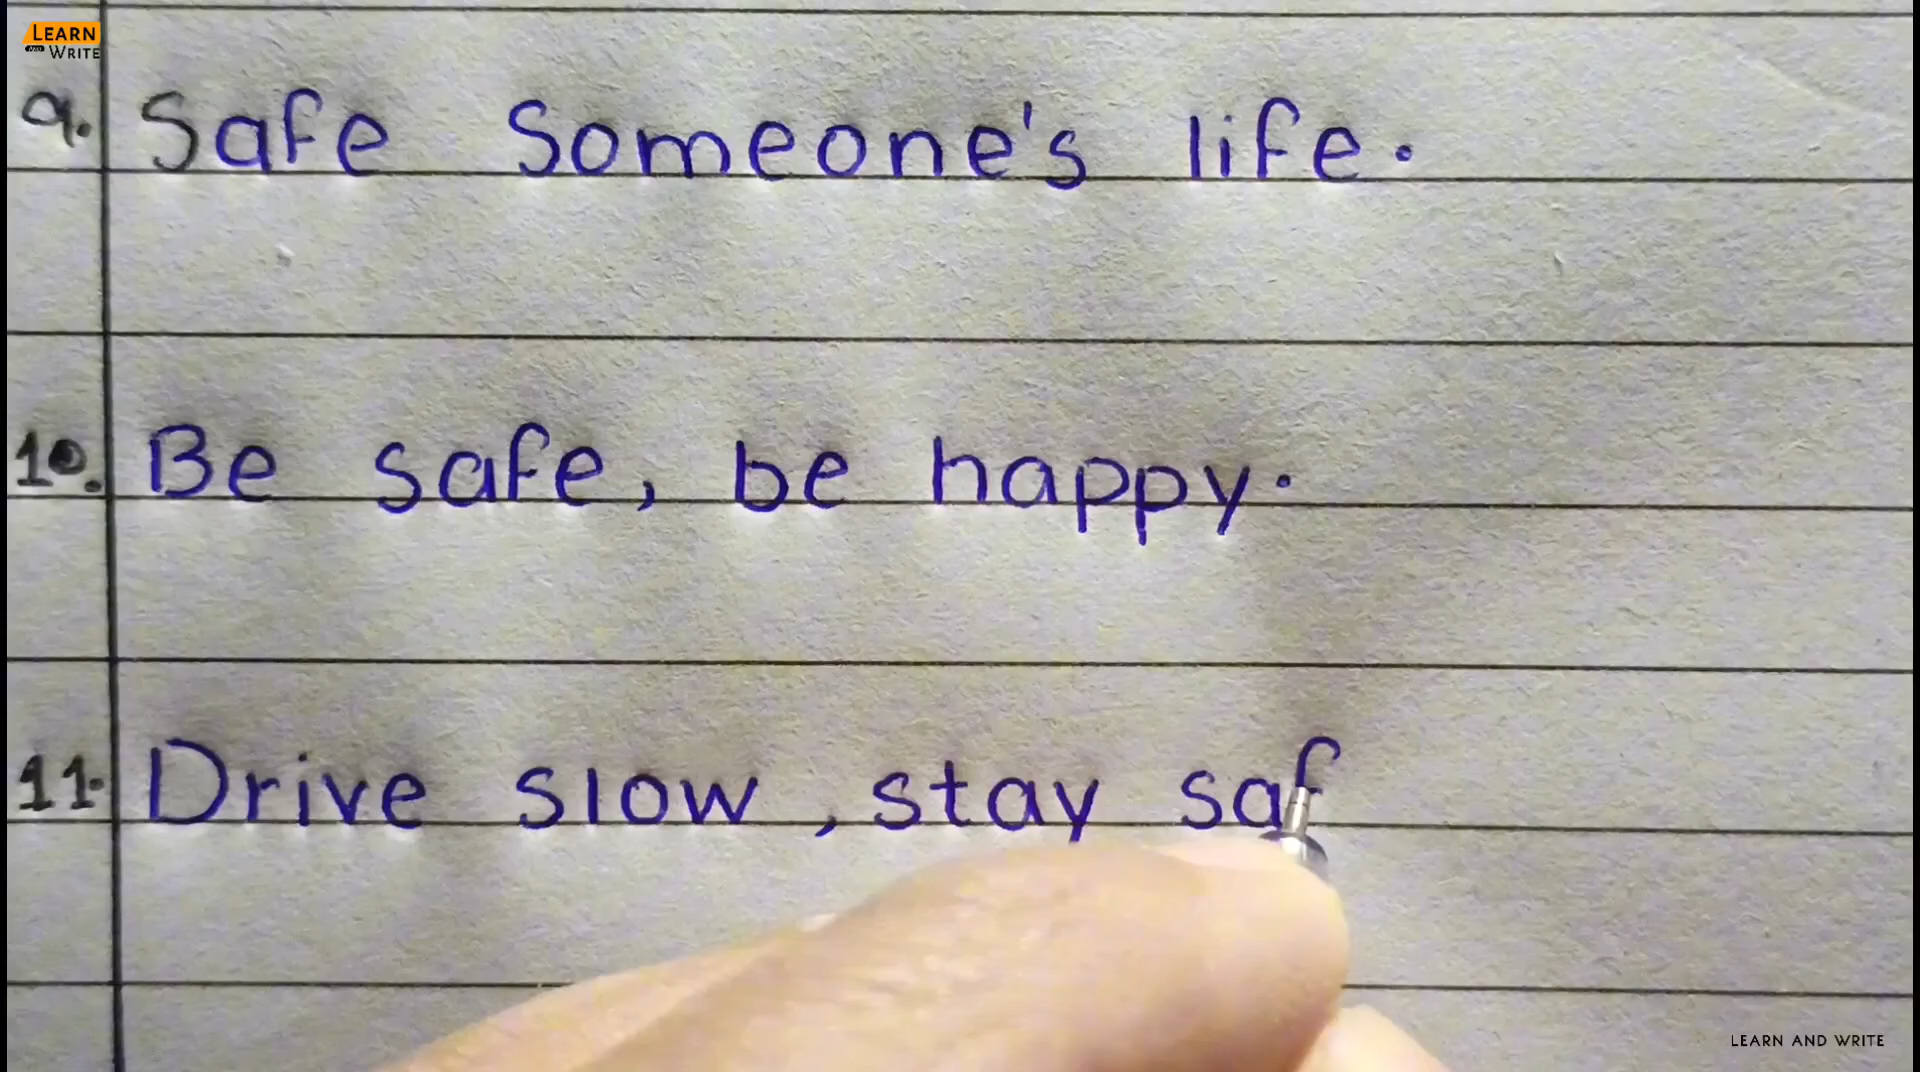 LEARN
AND WRITE
9. Safe Someone's life.
10. Be safe, be happy.
11. Drive slow, stay saf
LEARN AND WRITE